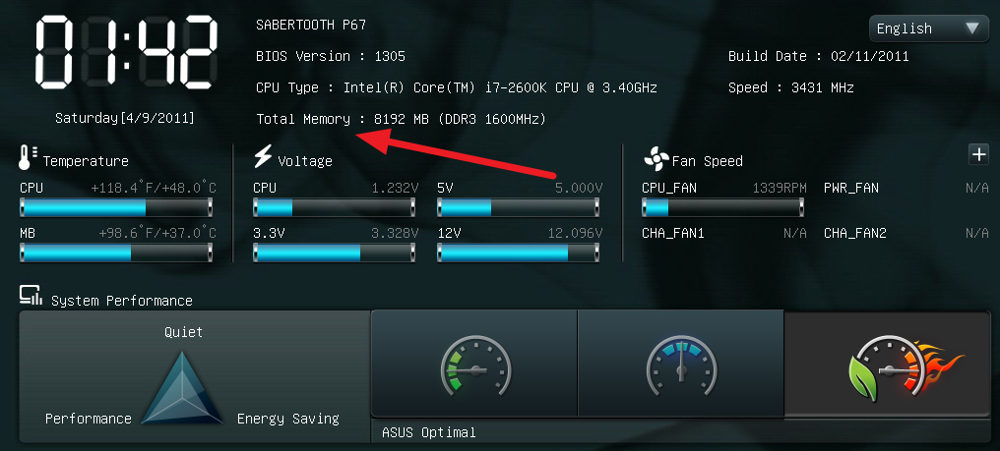 01:42
Saturday[4/9/2011]
SABERTOOTH P67
English
BIOS Version : 1305
Build Date : 02/11/2011
CPU Type : Intel(R) Core(TM) i7-2600K CPU @ 3.40GHz
Speed : 3431 MHz
Total Memory : 8192 MB (DDR3 1600MHz)
Temperature
CPU +118.4°F/+48.0°C
MB +98.6°F/+37.0°C
Voltage
CPU 1.232V 5V 5.000V
3.3V 3.328V 12V 12.096V
Fan Speed
CPU_FAN 1339RPM PWR_FAN N/A
CHA_FAN1 N/A CHA_FAN2 N/A
System Performance
Quiet
Performance Energy Saving
ASUS Optimal